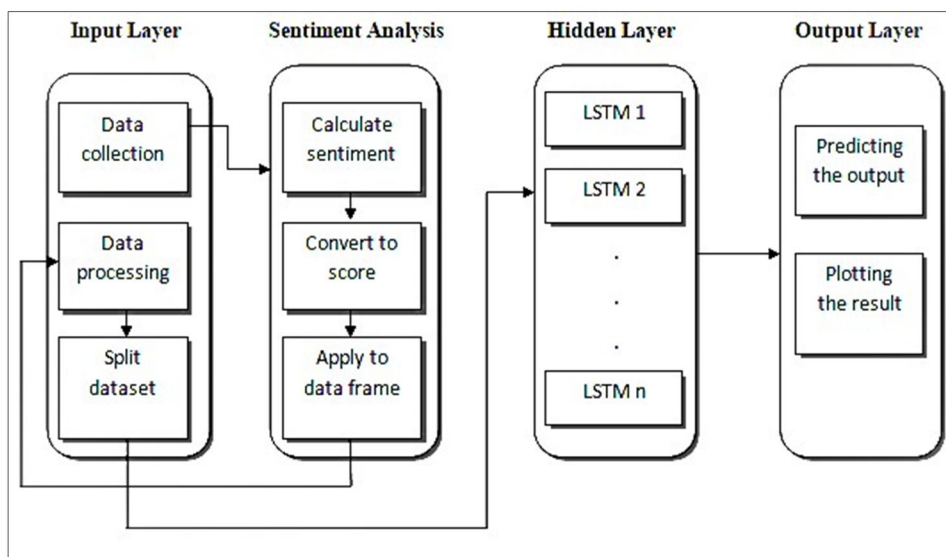 Input Layer
Sentiment Analysis
Hidden Layer
Output Layer
Data
collection
Data
processing
Split
dataset
Calculate
sentiment
Convert to
score
Apply to
data frame
LSTM 1
LSTM 2
.
.
.
LSTM n
Predicting
the output
Plotting
the result